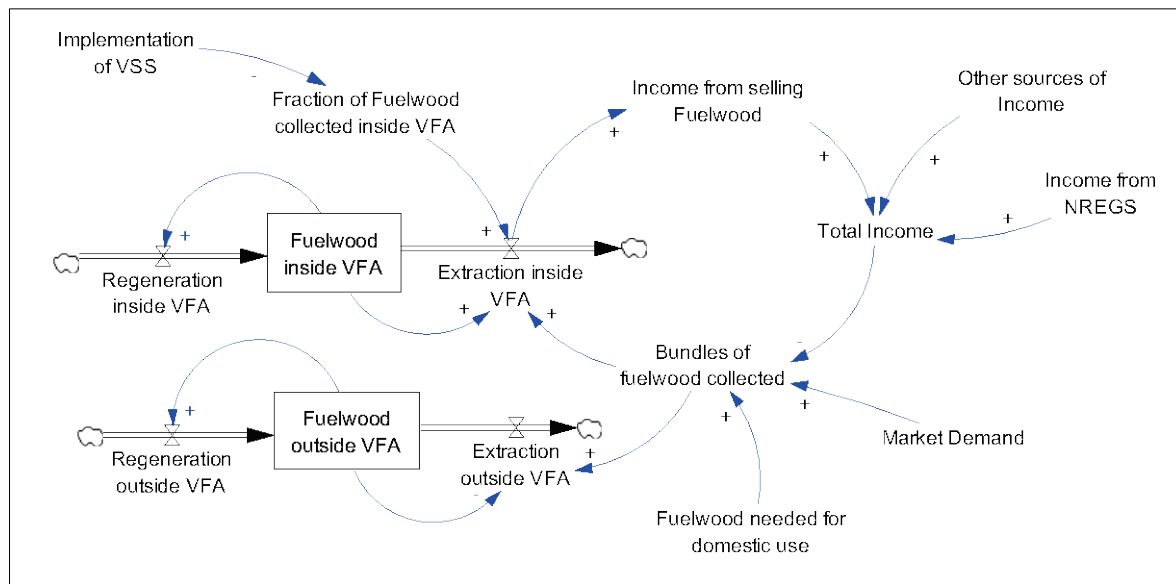 Implementation
of VSS
-
Fraction of Fuelwood
collected inside VFA
Income from selling
Fuelwood
+
Other sources of
Income
+
+
Income from
NREGS
+
Total Income
+
Fuelwood
inside VFA
+
Regeneration
inside VFA
Extraction inside
VFA
+
+
Bundles of
fuelwood collected
-
+
+
Market Demand
+
Fuelwood
outside VFA
Regeneration
outside VFA
Extraction
outside VFA
+
-
Fuelwood needed for
domestic use